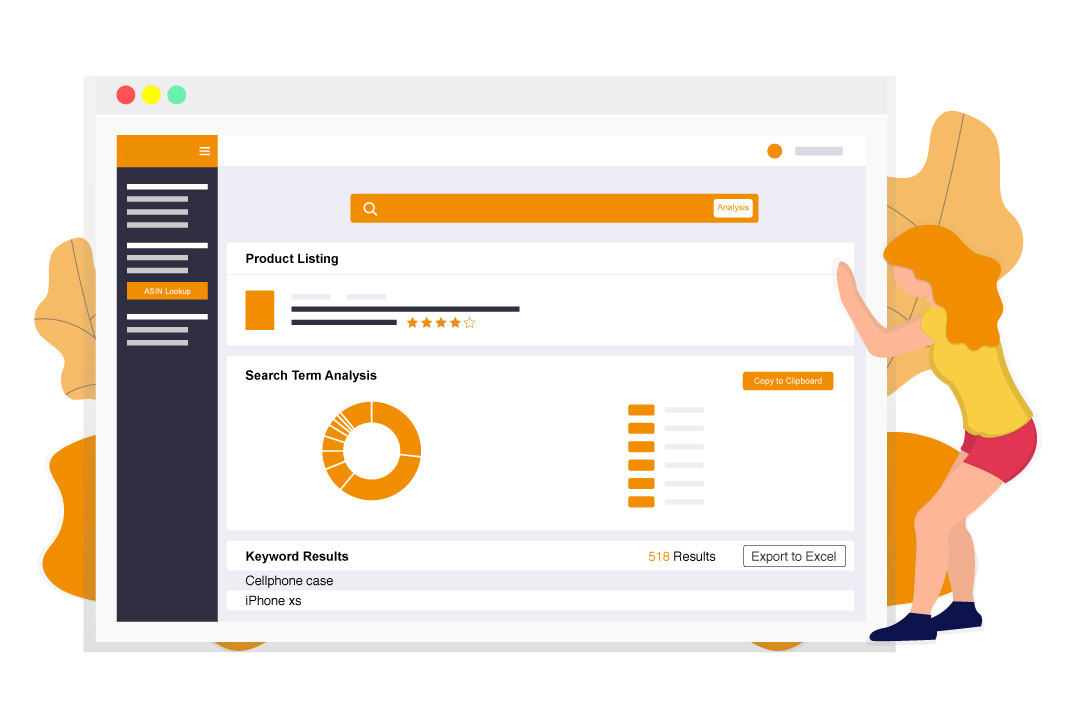 Analysis
Product Listing
ASIN Lookup
Search Term Analysis
Copy to Clipboard
Keyword Results
518 Results
Export to Excel
Cellphone case
iPhone xs